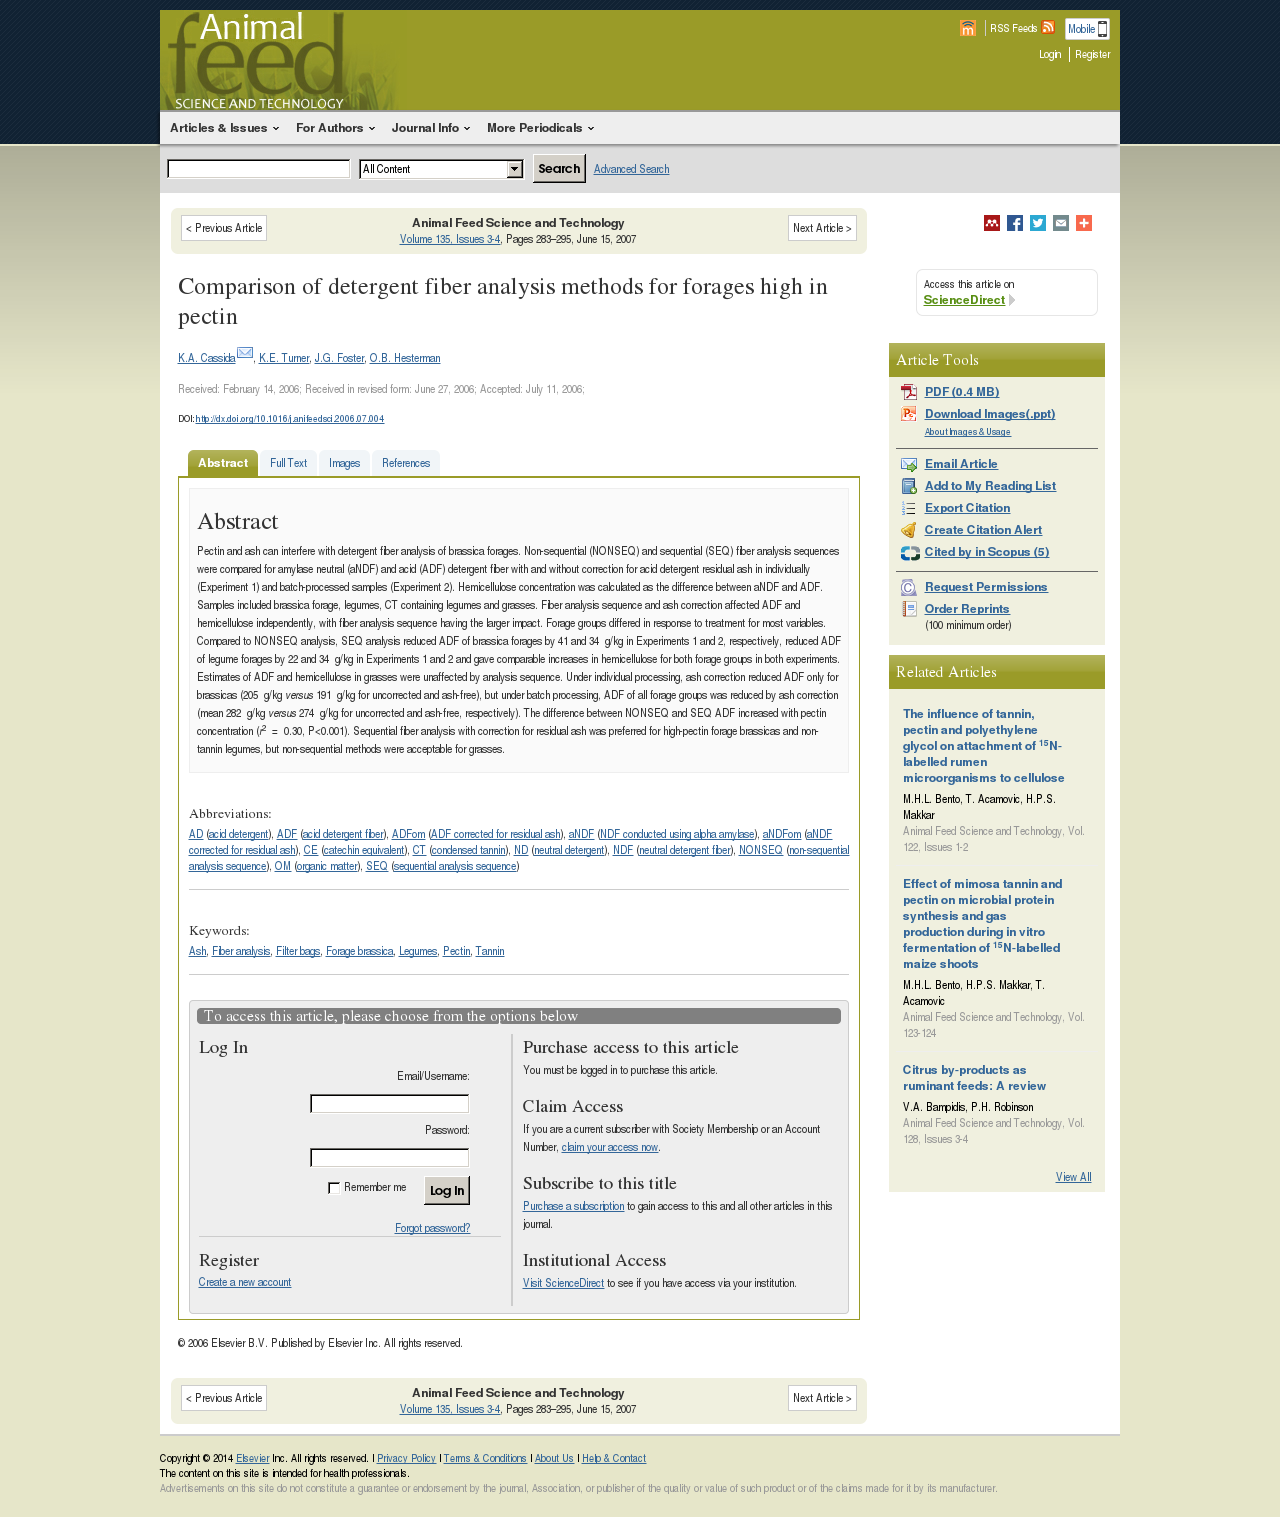 Animal
feed
SCIENCE AND TECHNOLOGY
RSS Feeds
Mobile
Login Register
Articles & Issues For Authors Journal Info More Periodicals
All Content Search Advanced Search
< Previous Article
Animal Feed Science and Technology
Volume 135, Issues 3-4, Pages 283–295, June 15, 2007
Next Article >
Comparison of detergent fiber analysis methods for forages high in
pectin
K.A. Cassida, K.E. Turner, J.G. Foster, O.B. Hesterman
Received: February 14, 2006; Received in revised form: June 27, 2006; Accepted: July 11, 2006;
DOI: http://dx.doi.org/10.1016/j.anifeedsci.2006.07.004
Abstract Full Text Images References
Abstract
Pectin and ash can interfere with detergent fiber analysis of brassica forages. Non-sequential (NONSEQ) and sequential (SEQ) fiber analysis sequences
were compared for amylase neutral (aNDF) and acid (ADF) detergent fiber with and without correction for acid detergent residual ash in individually
(Experiment 1) and batch-processed samples (Experiment 2). Hemicellulose concentration was calculated as the difference between aNDF and ADF.
Samples included brassica forage, legumes, CT containing legumes and grasses. Fiber analysis sequence and ash correction affected ADF and
hemicellulose independently, with fiber analysis sequence having the larger impact. Forage groups differed in response to treatment for most variables.
Compared to NONSEQ analysis, SEQ analysis reduced ADF of brassica forages by 41 and 34 g/kg in Experiments 1 and 2, respectively, reduced ADF
of legume forages by 22 and 34 g/kg in Experiments 1 and 2 and gave comparable increases in hemicellulose for both forage groups in both experiments.
Estimates of ADF and hemicellulose in grasses were unaffected by analysis sequence. Under individual processing, ash correction reduced ADF only for
brassicas (205 g/kg versus 191 g/kg for uncorrected and ash-free), but under batch processing, ADF of all forage groups was reduced by ash correction
(mean 282 g/kg versus 274 g/kg for uncorrected and ash-free, respectively). The difference between NONSEQ and SEQ ADF increased with pectin
concentration (r² = 0.30, P<0.001). Sequential fiber analysis with correction for residual ash was preferred for high-pectin forage brassicas and non-
tannin legumes, but non-sequential methods were acceptable for grasses.
Abbreviations:
AD (acid detergent), ADF (acid detergent fiber), ADFom (ADF corrected for residual ash), aNDF (NDF conducted using alpha amylase), aNDFom (aNDF
corrected for residual ash), CE (catechin equivalent), CT (condensed tannin), ND (neutral detergent), NDF (neutral detergent fiber), NONSEQ (non-sequential
analysis sequence), OM (organic matter), SEQ (sequential analysis sequence)
Keywords:
Ash, Fiber analysis, Filter bags, Forage brassica, Legumes, Pectin, Tannin
To access this article, please choose from the options below
Log In
Email/Username:
Password:
Remember me Log In
Forgot password?
Register
Create a new account
Purchase access to this article
You must be logged in to purchase this article.
Claim Access
If you are a current subscriber with Society Membership or an Account
Number, claim your access now.
Subscribe to this title
Purchase a subscription to gain access to this and all other articles in this
journal.
Institutional Access
Visit ScienceDirect to see if you have access via your institution.
© 2006 Elsevier B.V. Published by Elsevier Inc. All rights reserved.
< Previous Article
Animal Feed Science and Technology
Volume 135, Issues 3-4, Pages 283–295, June 15, 2007
Next Article >
Access this article on
ScienceDirect
Article Tools
PDF (0.4 MB)
Download Images(.ppt)
About Images & Usage
Email Article
Add to My Reading List
Export Citation
Create Citation Alert
Cited by in Scopus (5)
Request Permissions
Order Reprints
(100 minimum order)
Related Articles
The influence of tannin,
pectin and polyethylene
glycol on attachment of ¹⁵N-
labelled rumen
microorganisms to cellulose
M.H.L. Bento, T. Acamovic, H.P.S.
Makkar
Animal Feed Science and Technology, Vol.
122, Issues 1-2
Effect of mimosa tannin and
pectin on microbial protein
synthesis and gas
production during in vitro
fermentation of ¹⁵N-labelled
maize shoots
M.H.L. Bento, H.P.S. Makkar, T.
Acamovic
Animal Feed Science and Technology, Vol.
123-124
Citrus by-products as
ruminant feeds: A review
V.A. Bampidis, P.H. Robinson
Animal Feed Science and Technology, Vol.
128, Issues 3-4
View All
Copyright © 2014 Elsevier Inc. All rights reserved. | Privacy Policy | Terms & Conditions | About Us | Help & Contact
The content on this site is intended for health professionals.
Advertisements on this site do not constitute a guarantee or endorsement by the journal, Association, or publisher of the quality or value of such product or of the claims made for it by its manufacturer.